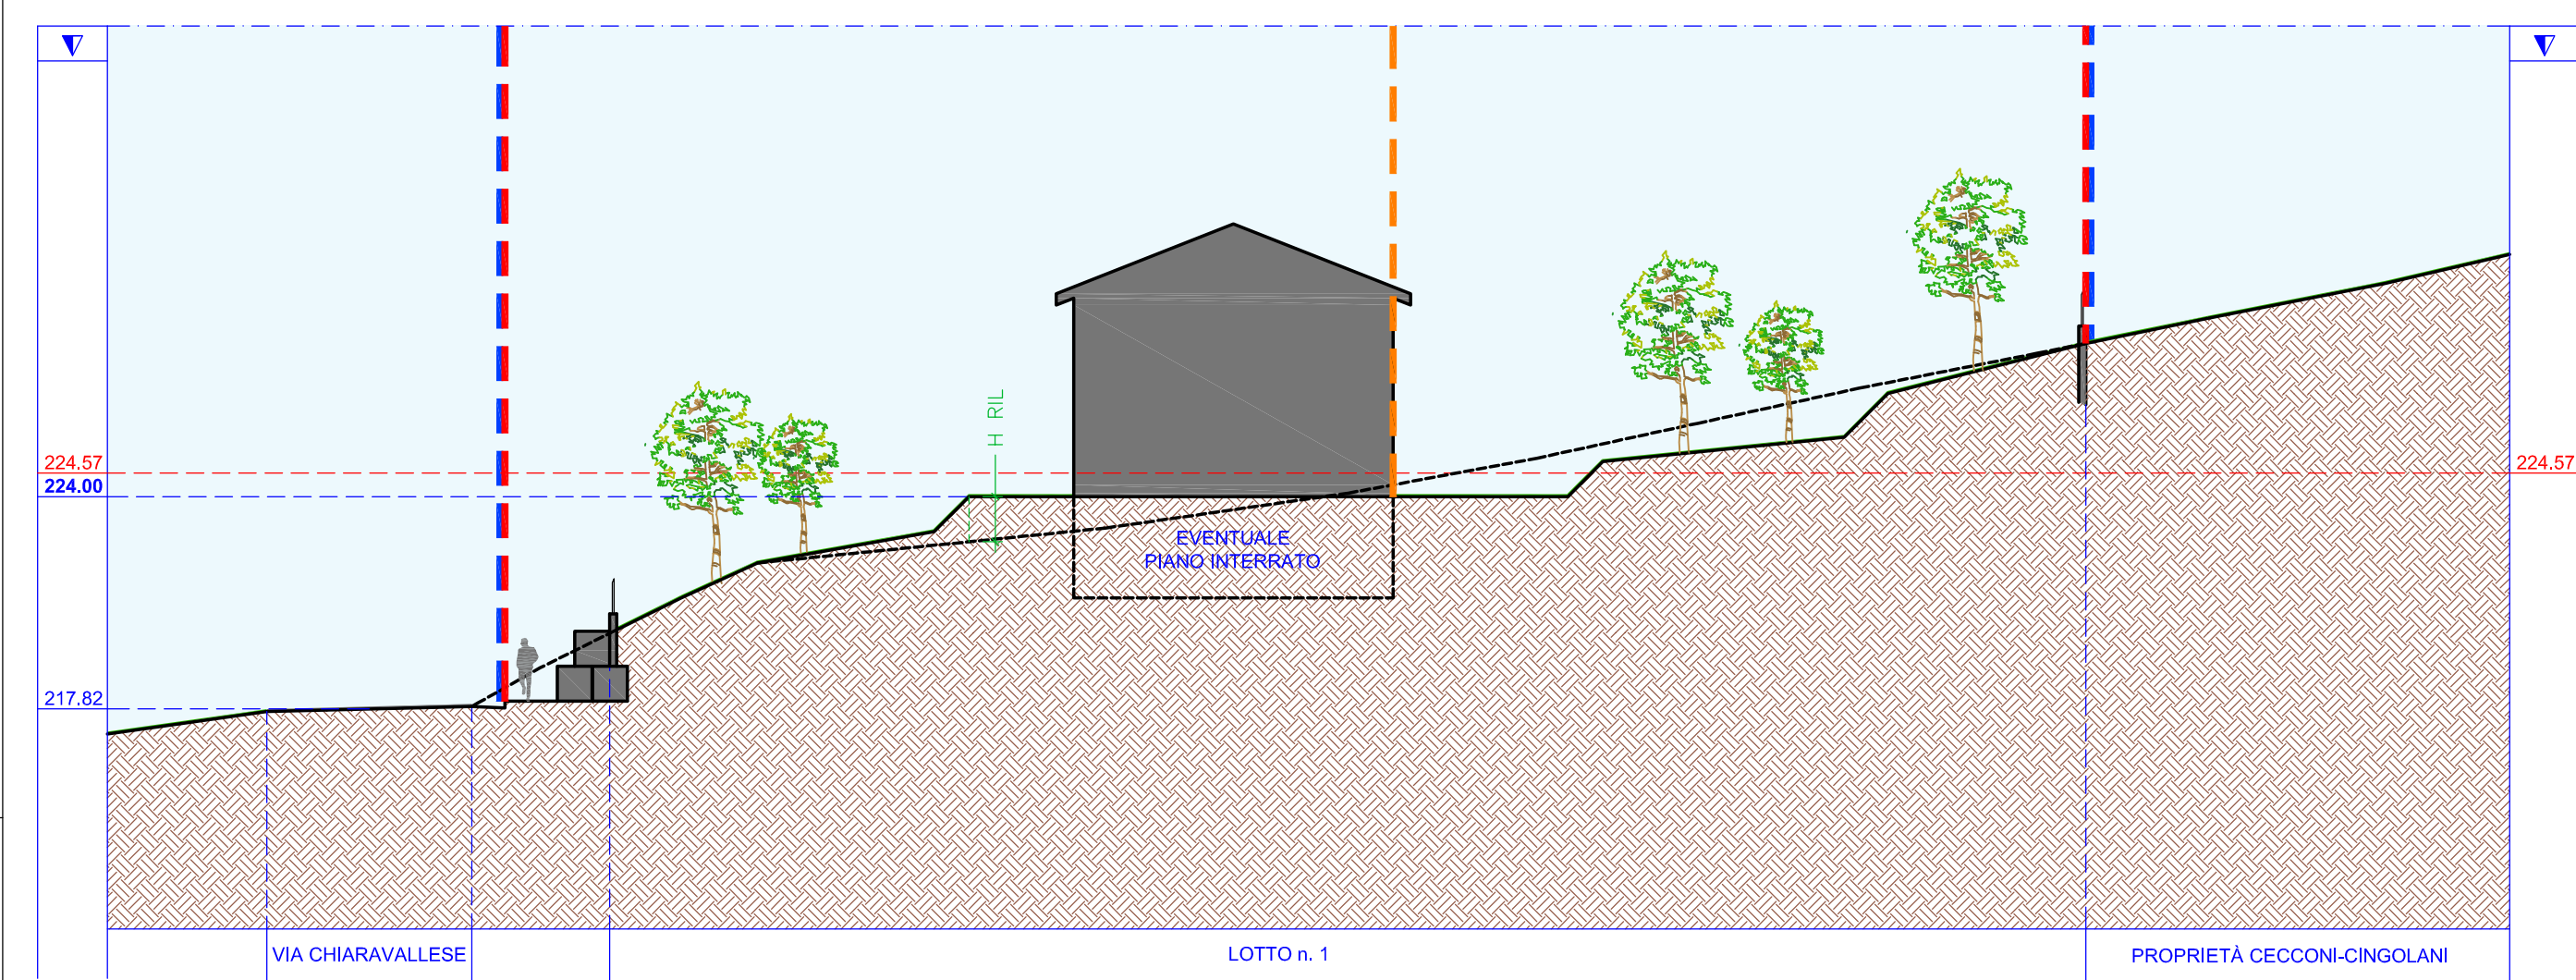 H RIL
224.57
224.57
224.00
EVENTUALE
PIANO INTERRATO
217.82
VIA CHIARAVALLESE
LOTTO n. 1
PROPRIETÀ CECCONI-CINGOLANI